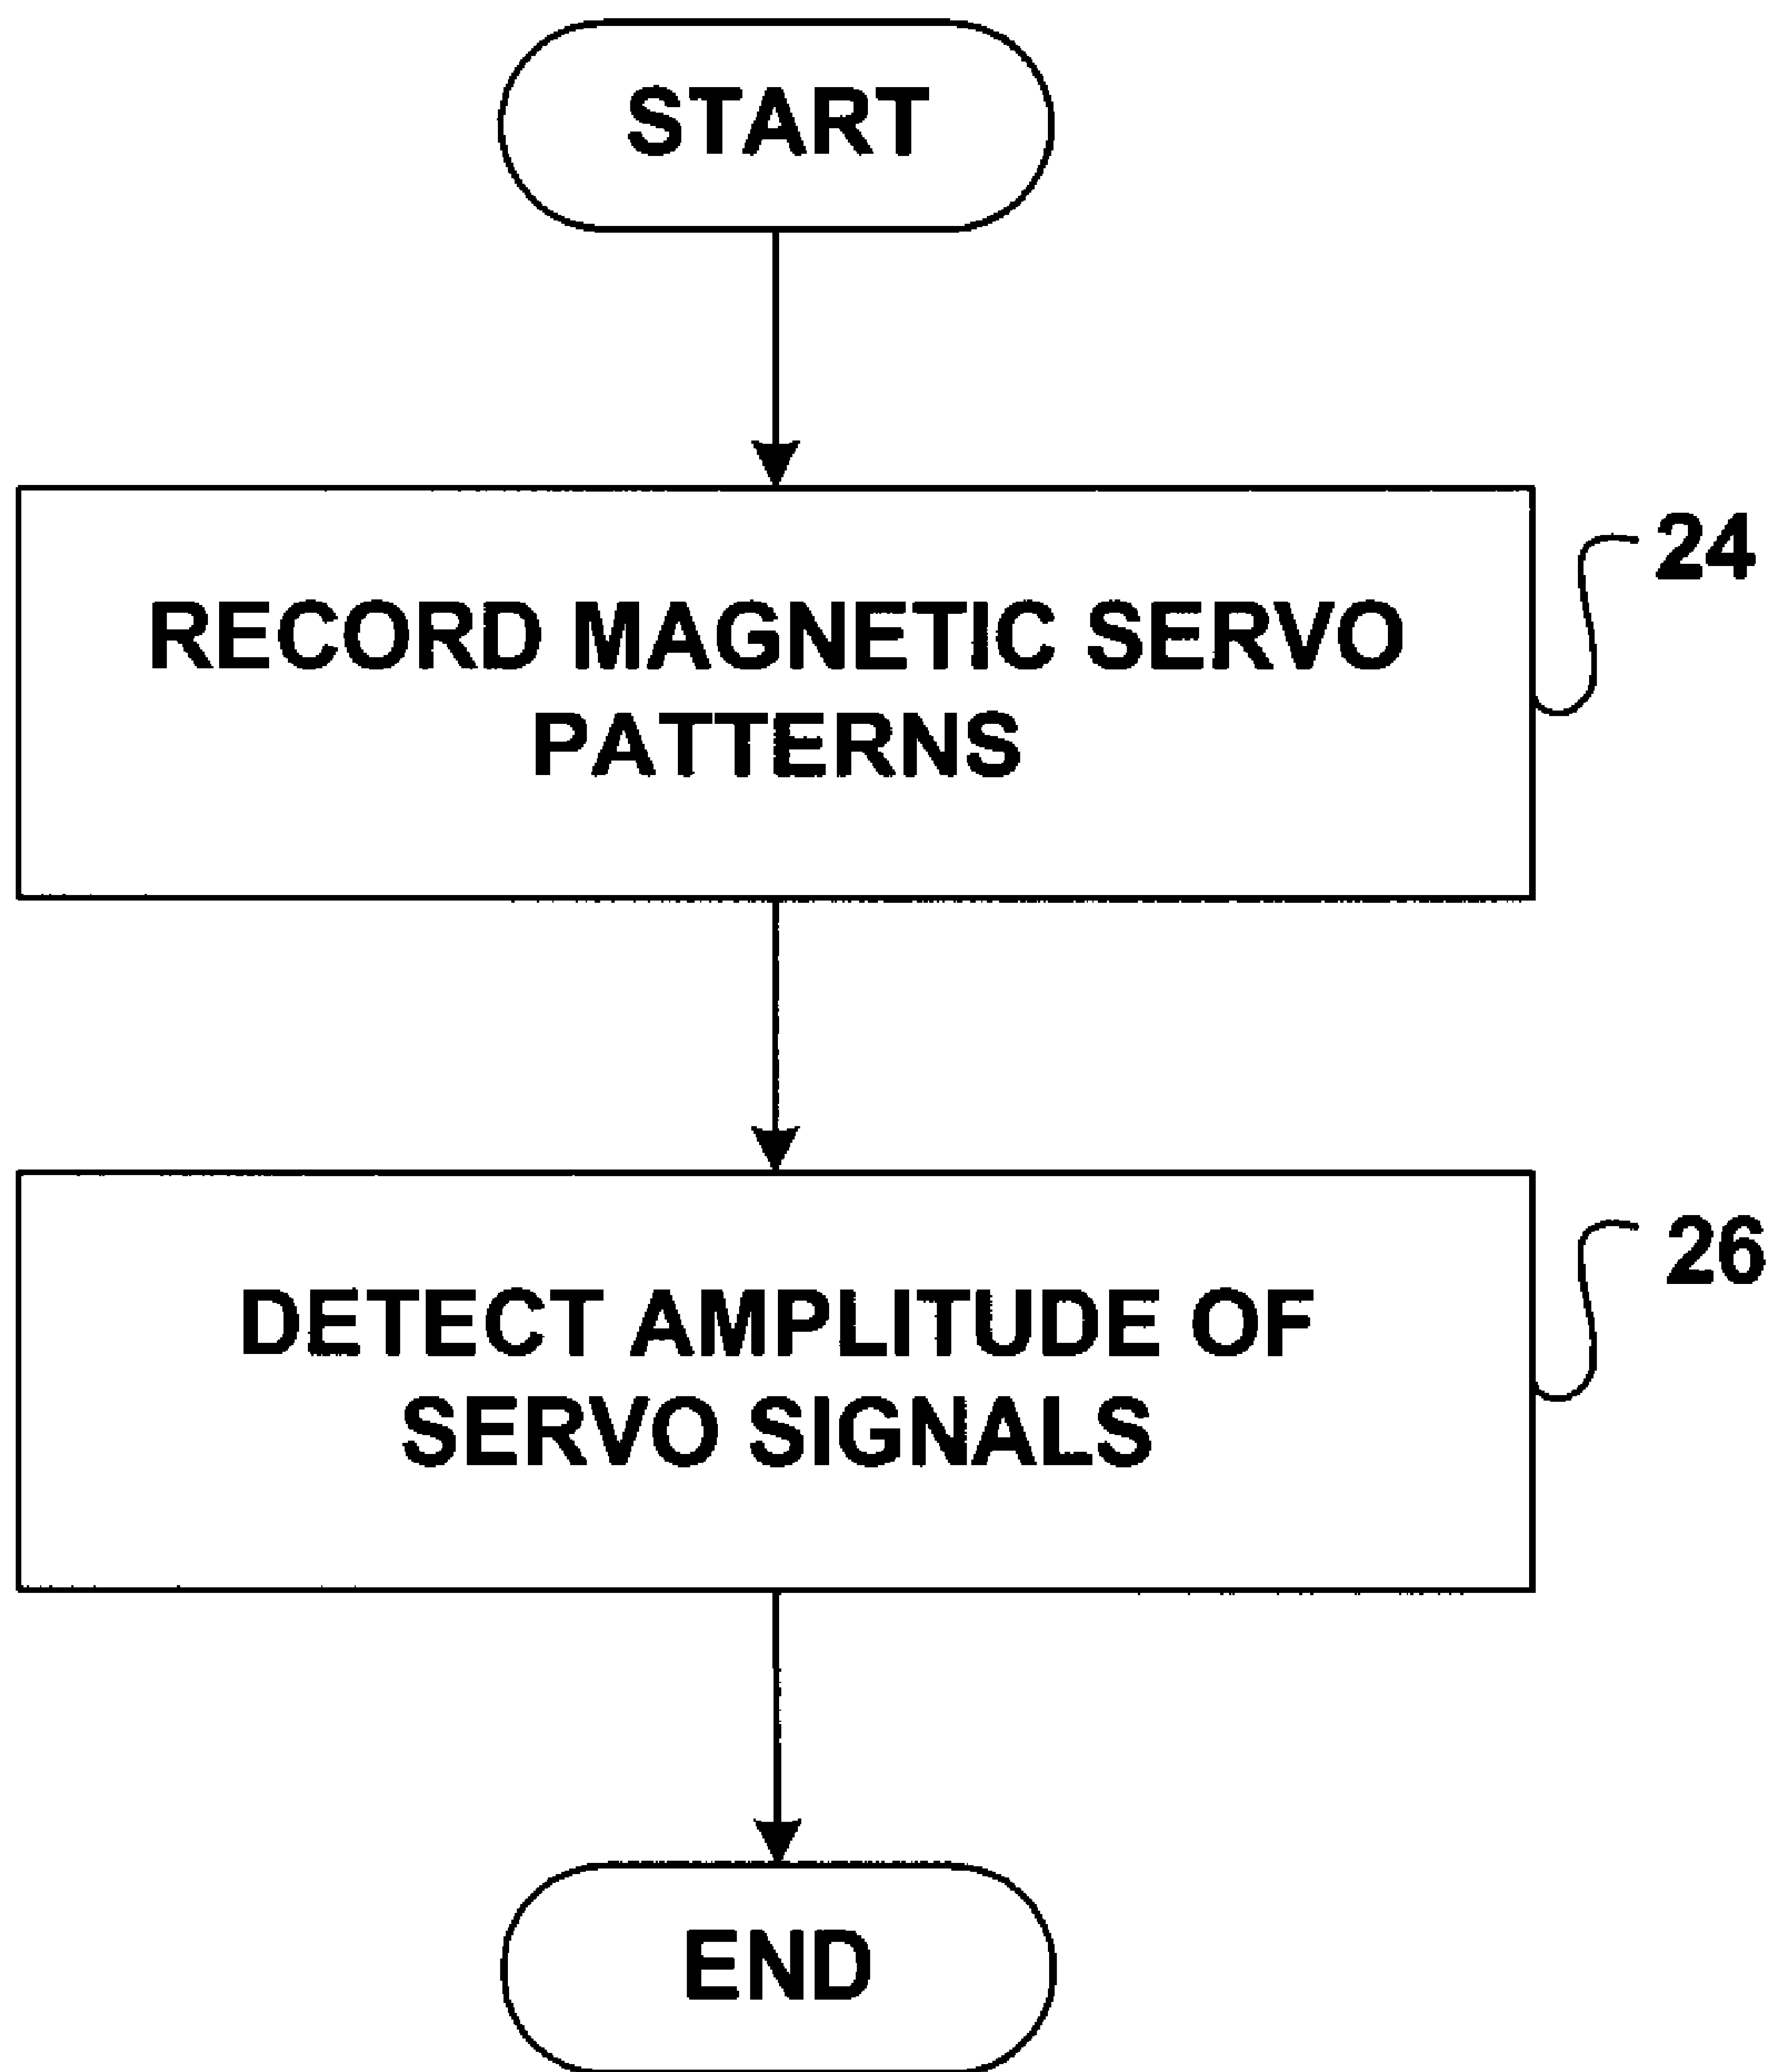 START
RECORD MAGNETIC SERVO
PATTERNS
24
DETECT AMPLITUDE OF
SERVO SIGNALS
26
END